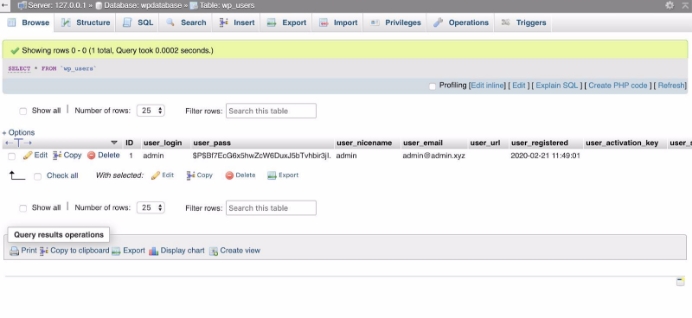 Server: 127.0.0.1 » Database: wpdatabase » Table: wp_users
Browse Structure SQL Search Insert Export Import Privileges Operations Triggers
Showing rows 0 - 0 (1 total, Query took 0.0002 seconds.)
SELECT * FROM `wp_users`
Profiling [Edit inline] [ Edit ] [ Explain SQL ] [ Create PHP code ] [ Refresh]
Show all | Number of rows: 25 Filter rows: Search this table
+ Options
ID user_login user_pass user_nicename user_email user_url user_registered user_activation_key
Edit Copy Delete 1 admin admin admin@admin.xyz 2020-02-21 11:49:01
Check all With selected: Edit Copy Delete Export
Show all | Number of rows: 25 Filter rows: Search this table
Query results operations
Print Copy to clipboard Export Display chart Create view